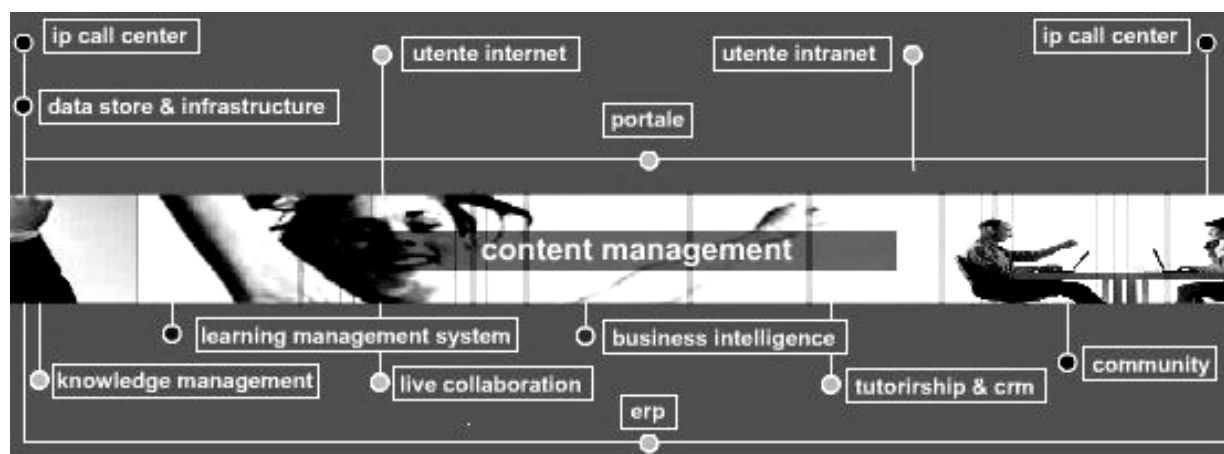 ip call center
utente internet
utente intranet
ip call center
data store & infrastructure
portale
content management
learning management system
business intelligence
knowledge management
live collaboration
tutorirship & crm
community
erp